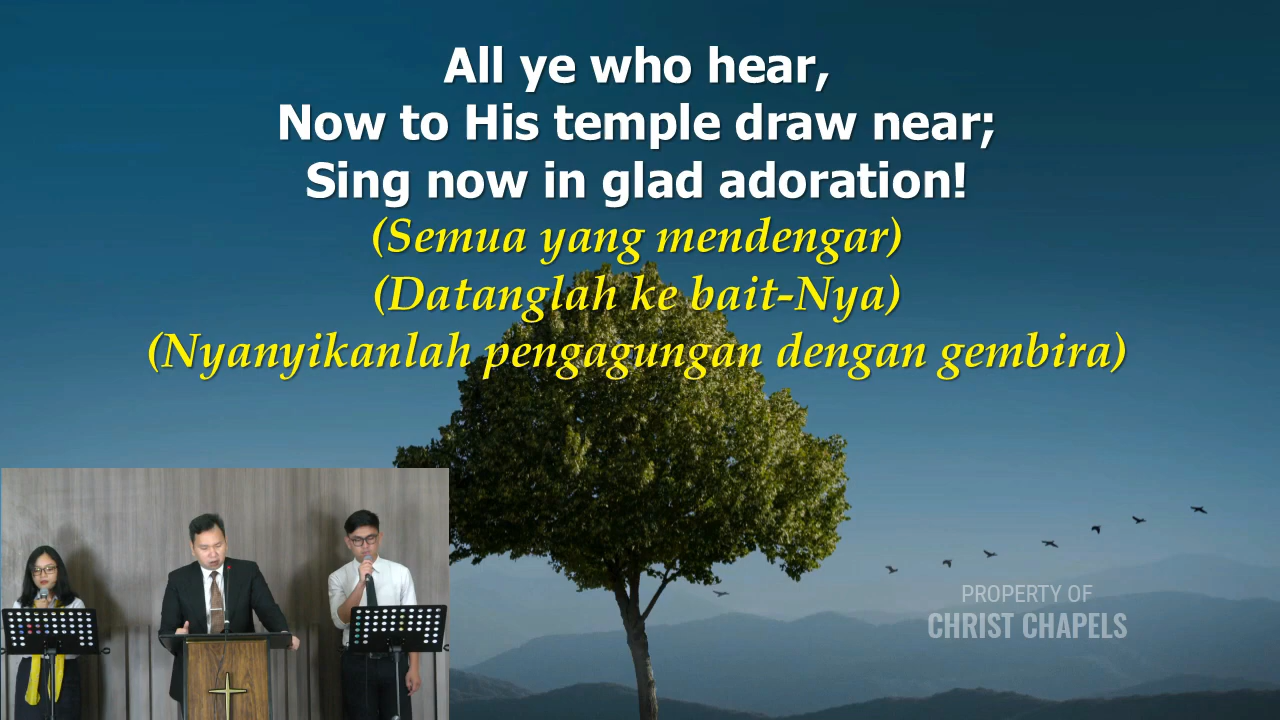 All ye who hear,
Now to His temple draw near;
Sing now in glad adoration!
(Semua yang mendengar)
(Datanglah ke bait-Nya)
(Nyanyikanlah pengagungan dengan gembira)
PROPERTY OF
CHRIST CHAPELS